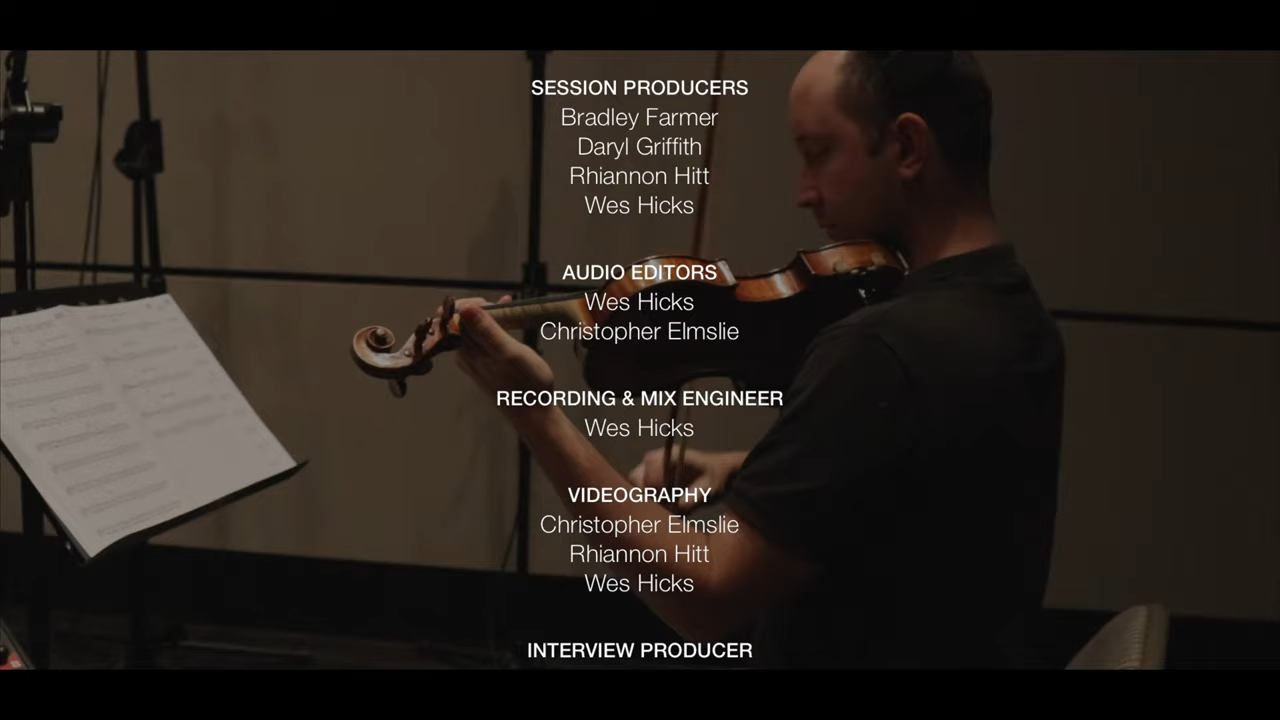 SESSION PRODUCERS
Bradley Farmer
Daryl Griffith
Rhiannon Hitt
Wes Hicks
AUDIO EDITORS
Wes Hicks
Christopher Elmslie
RECORDING & MIX ENGINEER
Wes Hicks
VIDEOGRAPHY
Christopher Elmslie
Rhiannon Hitt
Wes Hicks
INTERVIEW PRODUCER